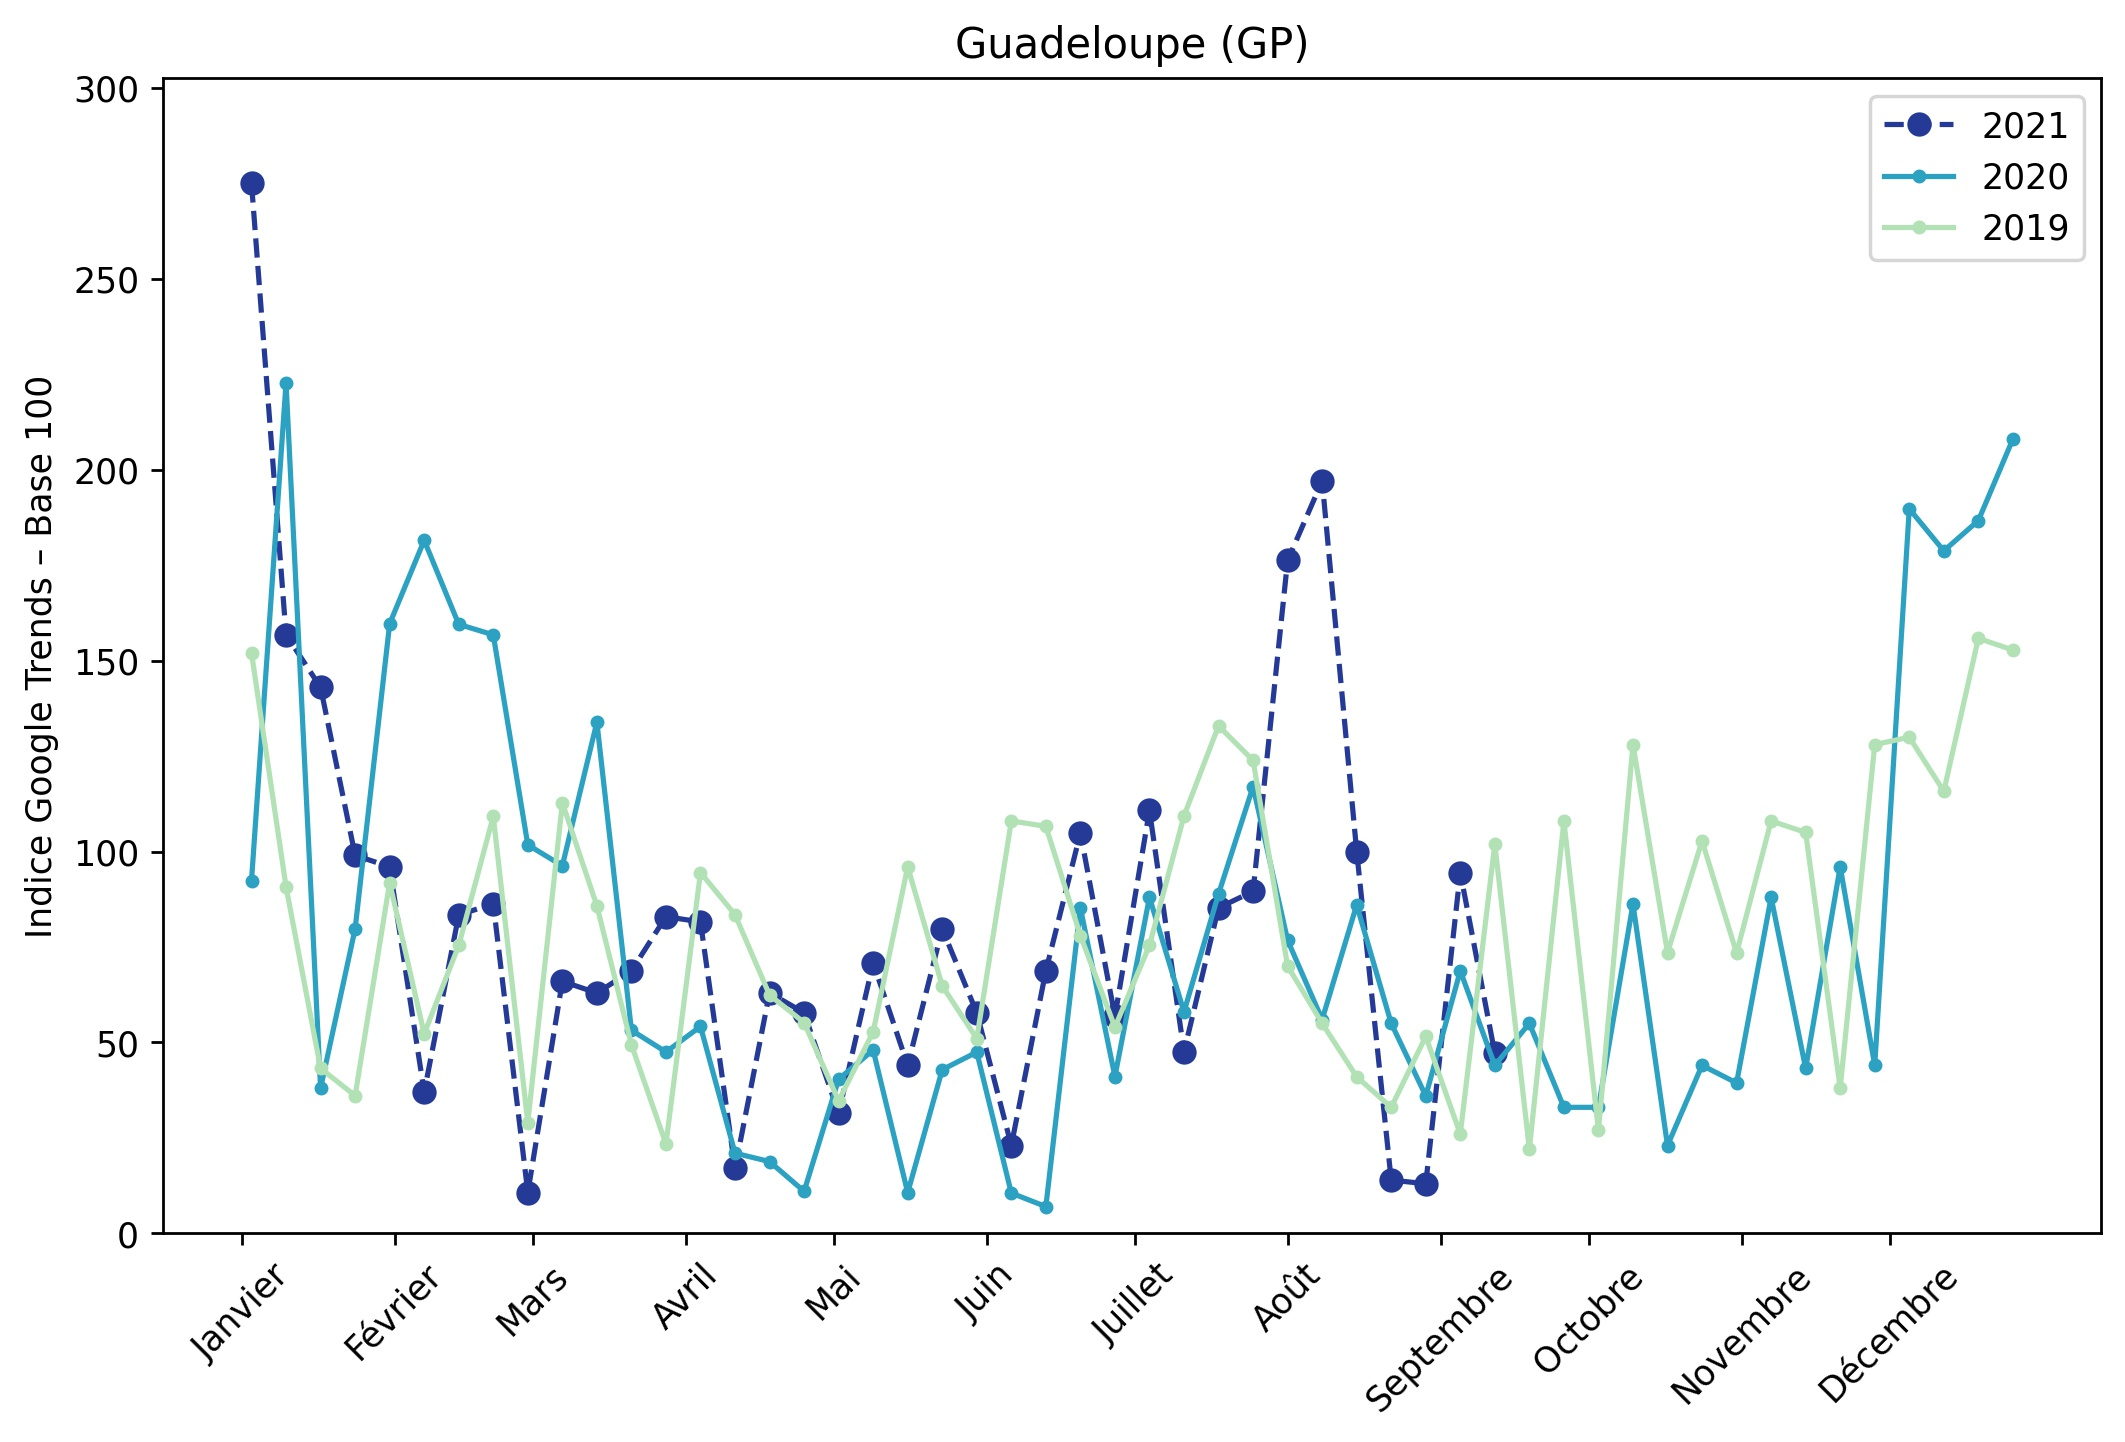 Guadeloupe (GP)
Indice Google Trends – Base 100
300
250
200
150
100
50
0
2021
2020
2019
Janvier
Février
Mars
Avril
Mai
Juin
Juillet
Août
Septembre
Octobre
Novembre
Décembre